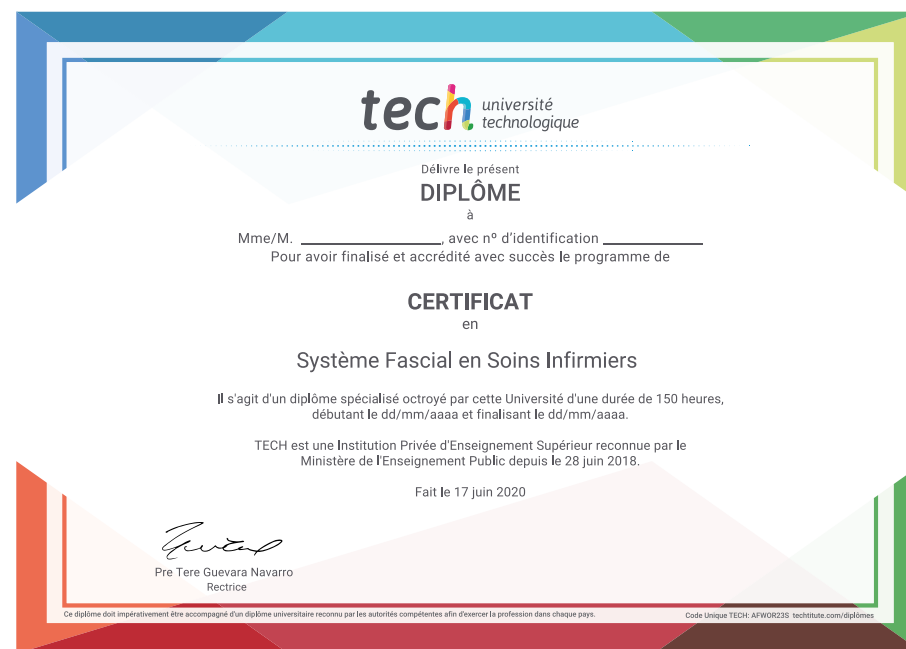 tech université
technologique
Délivre le présent
DIPLÔME
à
Mme/M. ____________________, avec nº d'identification ______________
Pour avoir finalisé et accrédité avec succès le programme de
CERTIFICAT
en
Système Fascial en Soins Infirmiers
Il s'agit d'un diplôme spécialisé octroyé par cette Université d'une durée de 150 heures,
débutant le dd/mm/aaaa et finalisant le dd/mm/aaaa.
TECH est une Institution Privée d'Enseignement Supérieur reconnue par le
Ministère de l'Enseignement Public depuis le 28 juin 2018.
Fait le 17 juin 2020
Pre Tere Guevara Navarro
Rectrice
Ce diplôme doit impérativement être accompagné d'un diplôme universitaire reconnu par les autorités compétentes afin d'exercer la profession dans chaque pays.
Code Unique TECH: AFWOR23S techtitute.com/diplômes